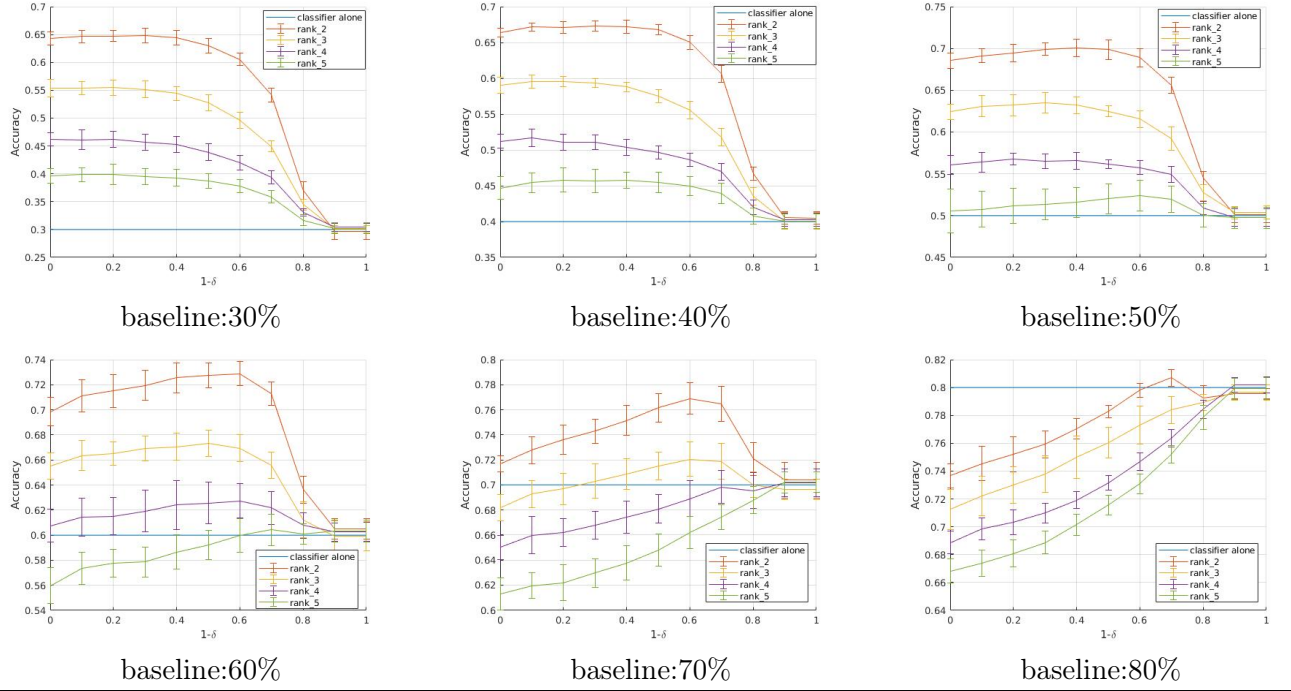 0.7
0.65
0.6
0.55
0.5
0.45
0.4
0.35
0.3
0.25
Accuracy
0 0.2 0.4 0.6 0.8 1
1-δ
classifier alone
rank_2
rank_3
rank_4
rank_5
baseline:30%
0.7
0.65
0.6
0.55
0.5
0.45
0.4
0.35
Accuracy
0 0.2 0.4 0.6 0.8 1
1-δ
classifier alone
rank_2
rank_3
rank_4
rank_5
baseline:40%
0.75
0.7
0.65
0.6
0.55
0.5
0.45
Accuracy
0 0.2 0.4 0.6 0.8 1
1-δ
classifier alone
rank_2
rank_3
rank_4
rank_5
baseline:50%
0.74
0.72
0.7
0.68
0.66
0.64
0.62
0.6
0.58
0.56
0.54
Accuracy
0 0.2 0.4 0.6 0.8 1
1-δ
classifier alone
rank_2
rank_3
rank_4
rank_5
baseline:60%
0.8
0.78
0.76
0.74
0.72
0.7
0.68
0.66
0.64
0.62
0.6
Accuracy
0 0.2 0.4 0.6 0.8 1
1-δ
classifier alone
rank_2
rank_3
rank_4
rank_5
baseline:70%
0.82
0.8
0.78
0.76
0.74
0.72
0.7
0.68
0.66
0.64
Accuracy
0 0.2 0.4 0.6 0.8 1
1-δ
classifier alone
rank_2
rank_3
rank_4
rank_5
baseline:80%